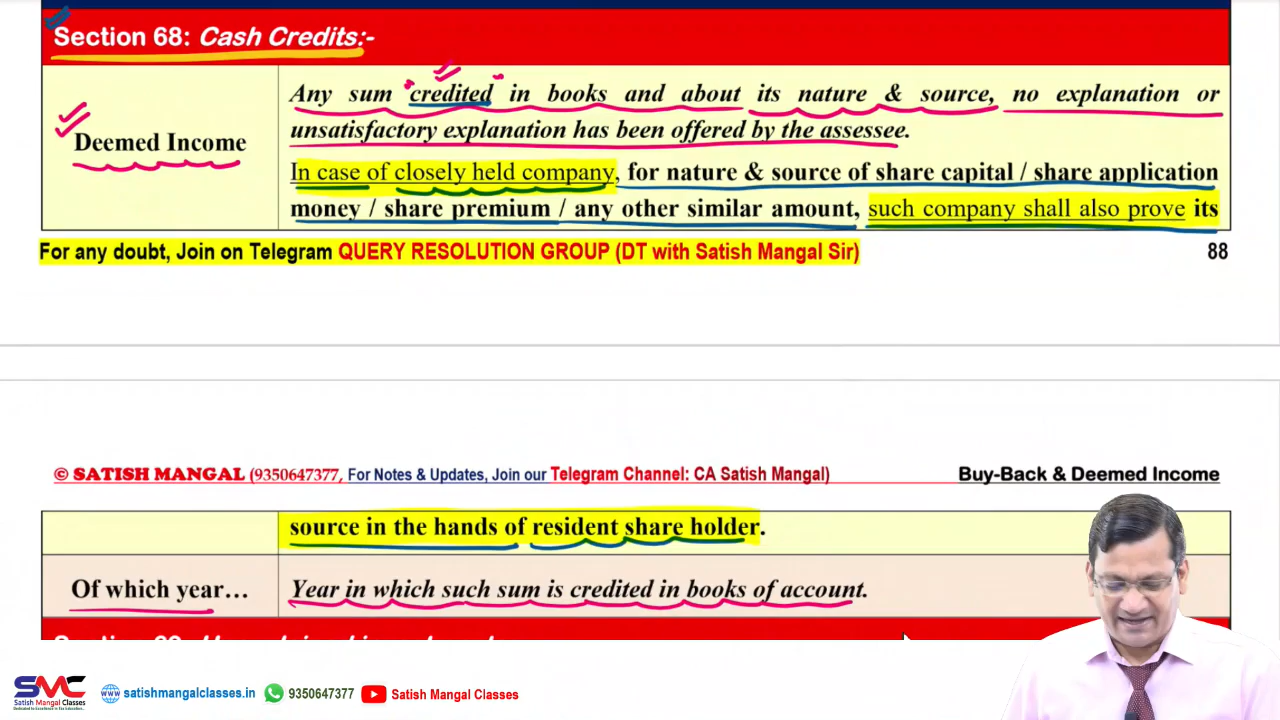 Section 68: Cash Credits:-
Deemed Income
Any sum "credited" in books and about its nature & source, no explanation or
unsatisfactory explanation has been offered by the assessee.
In case of closely held company, for nature & source of share capital / share application
money / share premium / any other similar amount, such company shall also prove its
For any doubt, Join on Telegram QUERY RESOLUTION GROUP (DT with Satish Mangal Sir)
88
© SATISH MANGAL (9350647377, For Notes & Updates, Join our Telegram Channel: CA Satish Mangal)
Buy-Back & Deemed Income
source in the hands of resident share holder.
Of which year…
Year in which such sum is credited in books of account.
SMC
Satish Mangal Classes
satishmangalclasses.in
9350647377
Satish Mangal Classes